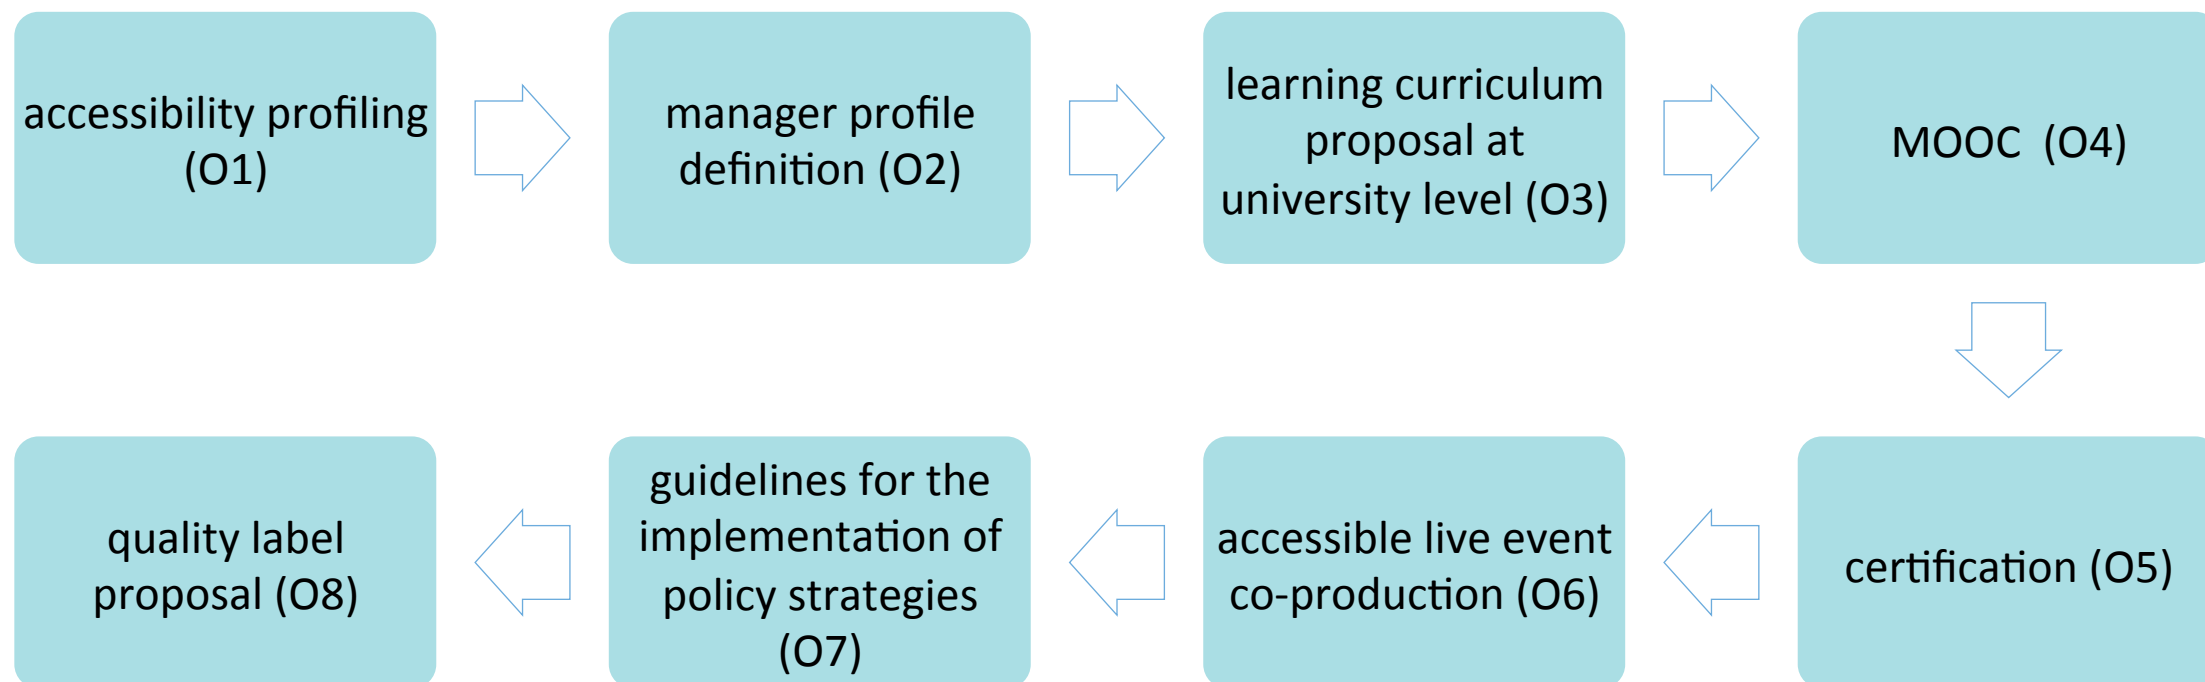 accessibility profiling
(O1)
manager profile
definition (O2)
learning curriculum
proposal at
university level (O3)
MOOC  (O4)
certification (O5)
accessible live event
co-production (O6)
guidelines for the
implementation of
policy strategies
(O7)
quality label
proposal (O8)